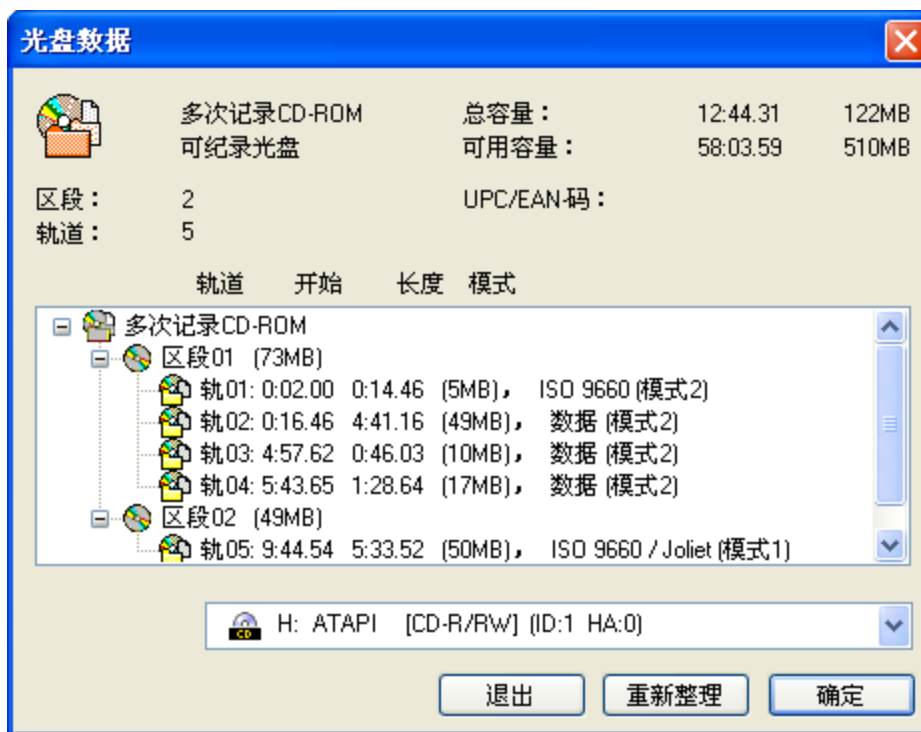 光盘数据
多次记录CD-ROM 总容量： 12:44.31 122MB
可纪录光盘 可用容量： 58:03.59 510MB
区段： 2 UPC/EAN-码：
轨道： 5
轨道 开始 长度 模式
多次记录CD-ROM
区段01 (73MB)
轨01: 0:02.00 0:14.46 (5MB)， ISO 9660 (模式2)
轨02: 0:16.46 4:41.16 (49MB)， 数据 (模式2)
轨03: 4:57.62 0:46.03 (10MB)， 数据 (模式2)
轨04: 5:43.65 1:28.64 (17MB)， 数据 (模式2)
区段02 (49MB)
轨05: 9:44.54 5:33.52 (50MB)， ISO 9660 / Joliet (模式1)
CD H: ATAPI [CD-R/RW] (ID:1 HA:0)
退出 重新整理 确定